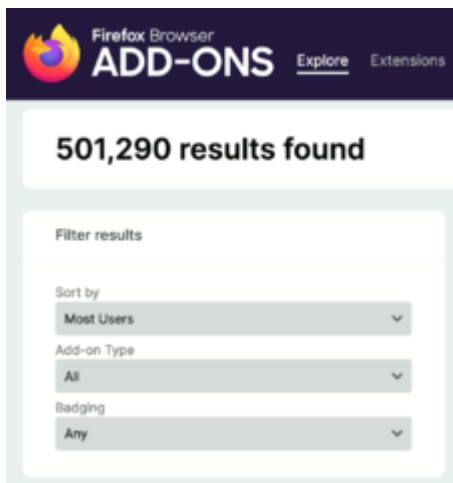 Firefox Browser
ADD-ONS Explore Extensions
501,290 results found
Filter results
Sort by
Most Users
Add-on Type
All
Badging
Any